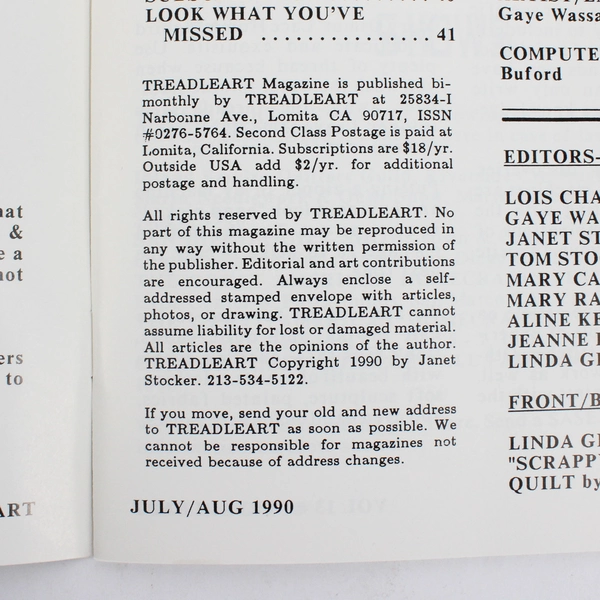 hat
&
e a
not
ers
to
ART
LOOK WHAT YOU'VE
MISSED ................ 41
TREADLEART Magazine is published bi-
monthly by TREADLEART at 25834-I
Narbonne Ave., Lomita CA 90717, ISSN
#0276-5764. Second Class Postage is paid at
Lomita, California. Subscriptions are $18/yr.
Outside USA add $2/yr. for additional
postage and handling.
All rights reserved by TREADLEART. No
part of this magazine may be reproduced in
any way without the written permission of
the publisher. Editorial and art contributions
are encouraged. Always enclose a self-
addressed stamped envelope with articles,
photos, or drawing. TREADLEART cannot
assume liability for lost or damaged material.
All articles are the opinions of the author.
TREADLEART Copyright 1990 by Janet
Stocker. 213-534-5122.
If you move, send your old and new address
to TREADLEART as soon as possible. We
cannot be responsible for magazines not
received because of address changes.
JULY/AUG 1990
Gaye Wassa
COMPUTE
Buford
EDITORS-
LOIS CHA
GAYE WA
JANET ST
TOM STO
MARY CA
MARY RA
ALINE KE
JEANNE
LINDA G
FRONT/B
LINDA G
"SCRAPP
QUILT by